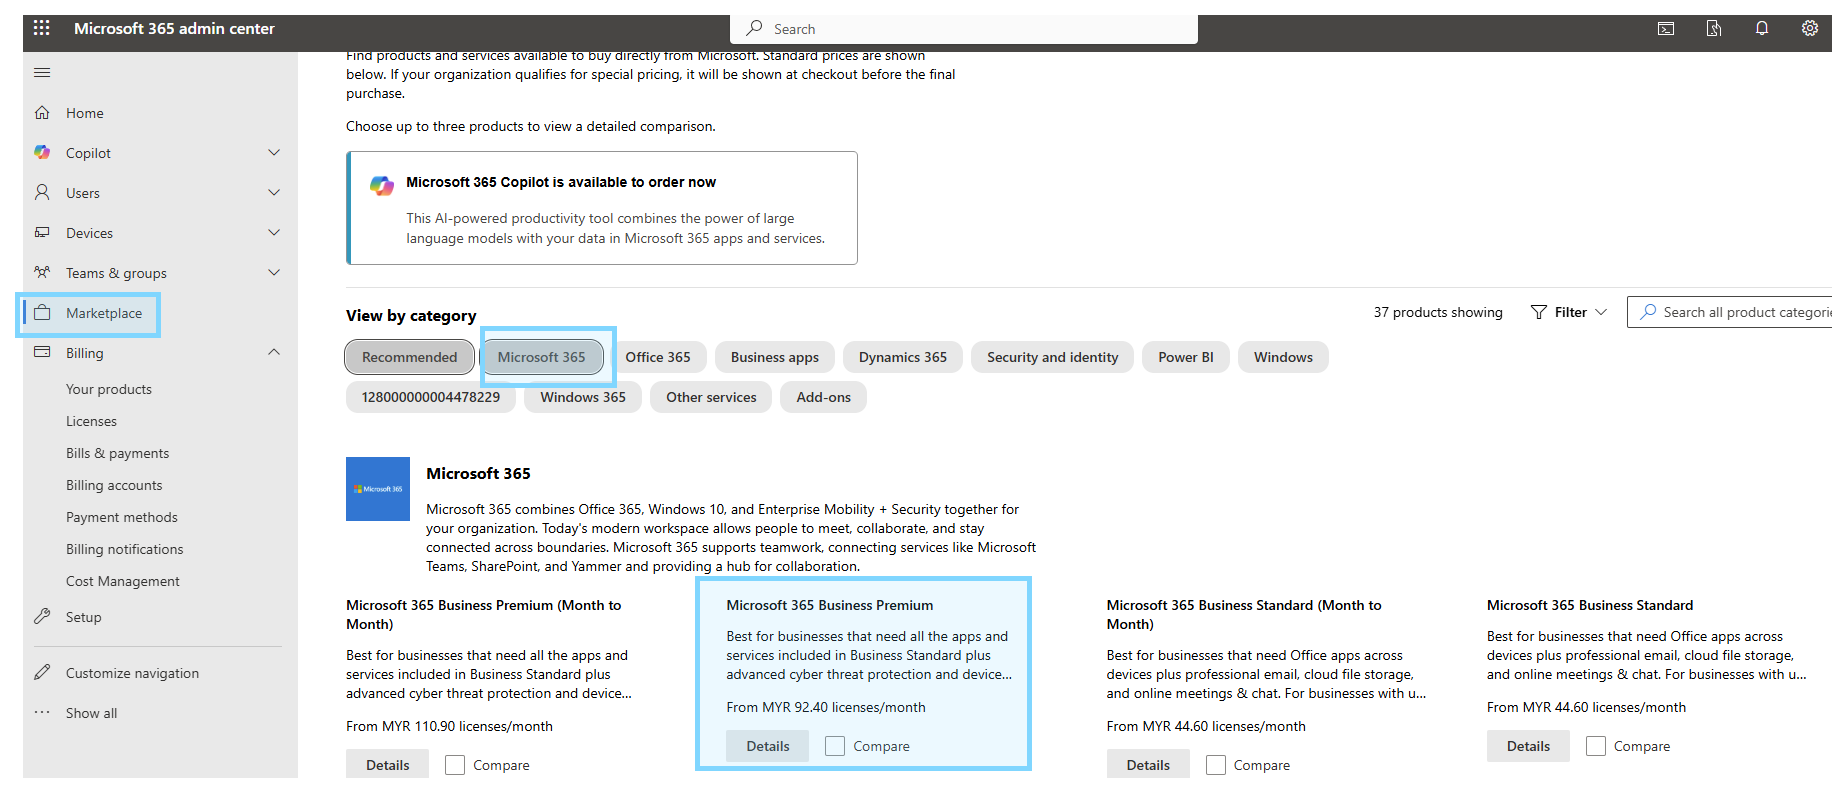 Microsoft 365 admin center
Search
Home
Copilot
Users
Devices
Teams & groups
Marketplace
Billing
Your products
Licenses
Bills & payments
Billing accounts
Payment methods
Billing notifications
Cost Management
Setup
Customize navigation
Show all
Find products and services available to buy directly from Microsoft. Standard prices are shown
below. If your organization qualifies for special pricing, it will be shown at checkout before the final
purchase.
Choose up to three products to view a detailed comparison.
Microsoft 365 Copilot is available to order now
This AI-powered productivity tool combines the power of large
language models with your data in Microsoft 365 apps and services.
View by category
37 products showing
Filter
Search all product categorie
Recommended
Microsoft 365
Office 365
Business apps
Dynamics 365
Security and identity
Power BI
Windows
128000000004478229
Windows 365
Other services
Add-ons
Microsoft 365
Microsoft 365
Microsoft 365 combines Office 365, Windows 10, and Enterprise Mobility + Security together for
your organization. Today's modern workspace allows people to meet, collaborate, and stay
connected across boundaries. Microsoft 365 supports teamwork, connecting services like Microsoft
Teams, SharePoint, and Yammer and providing a hub for collaboration.
Microsoft 365 Business Premium (Month to
Month)
Best for businesses that need all the apps and
services included in Business Standard plus
advanced cyber threat protection and device...
From MYR 110.90 licenses/month
Details
Compare
Microsoft 365 Business Premium
Best for businesses that need all the apps and
services included in Business Standard plus
advanced cyber threat protection and device...
From MYR 92.40 licenses/month
Details
Compare
Microsoft 365 Business Standard (Month to
Month)
Best for businesses that need Office apps across
devices plus professional email, cloud file storage,
and online meetings & chat. For businesses with u...
From MYR 44.60 licenses/month
Details
Compare
Microsoft 365 Business Standard
Best for businesses that need Office apps across
devices plus professional email, cloud file storage,
and online meetings & chat. For businesses with u...
From MYR 44.60 licenses/month
Details
Compare